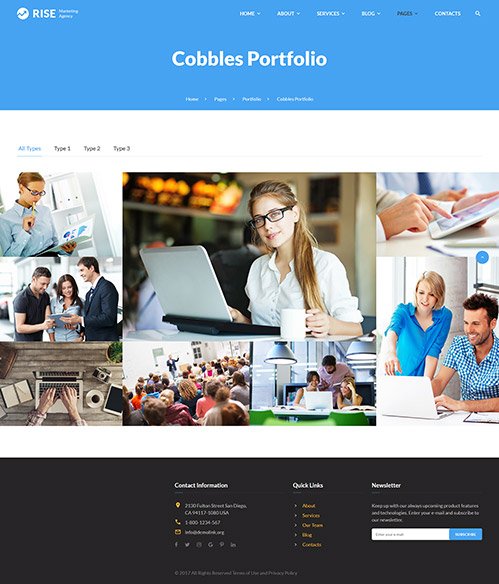 RISE Marketing Agency
HOME ABOUT SERVICES BLOG PAGES CONTACTS
Cobbles Portfolio
Home > Pages > Portfolio > Cobbles Portfolio
All Types Type 1 Type 2 Type 3
Contact Information
2130 Fulton Street San Diego,
CA 94117-1080 USA
1-800-1234-567
info@demolink.org
Quick Links
About
Services
Our Team
Blog
Contacts
Newsletter
Keep up with our always upcoming product features
and technologies. Enter your e-mail and subscribe to
our newsletter.
Enter your e-mail SUBSCRIBE
© 2017 All Rights Reserved Terms of Use and Privacy Policy